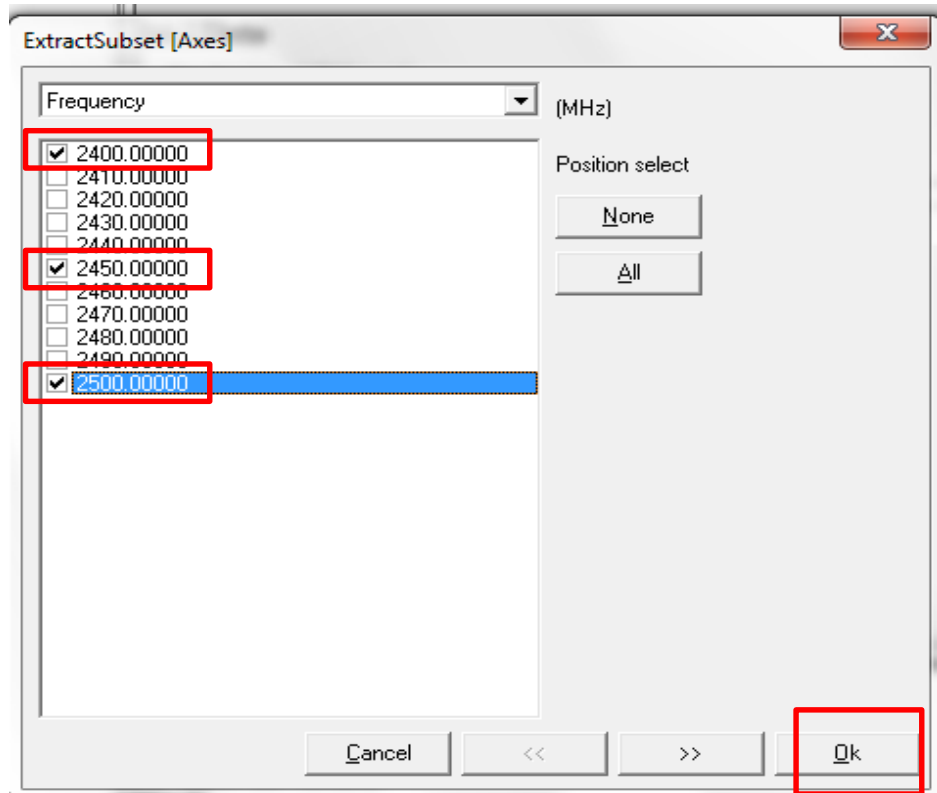 ExtractSubset [Axes]
Frequency
(MHz)
2400.00000
2410.00000
2420.00000
2430.00000
2440.00000
2450.00000
2460.00000
2470.00000
2480.00000
2490.00000
2500.00000
Position select
None
All
Cancel << >> Ok